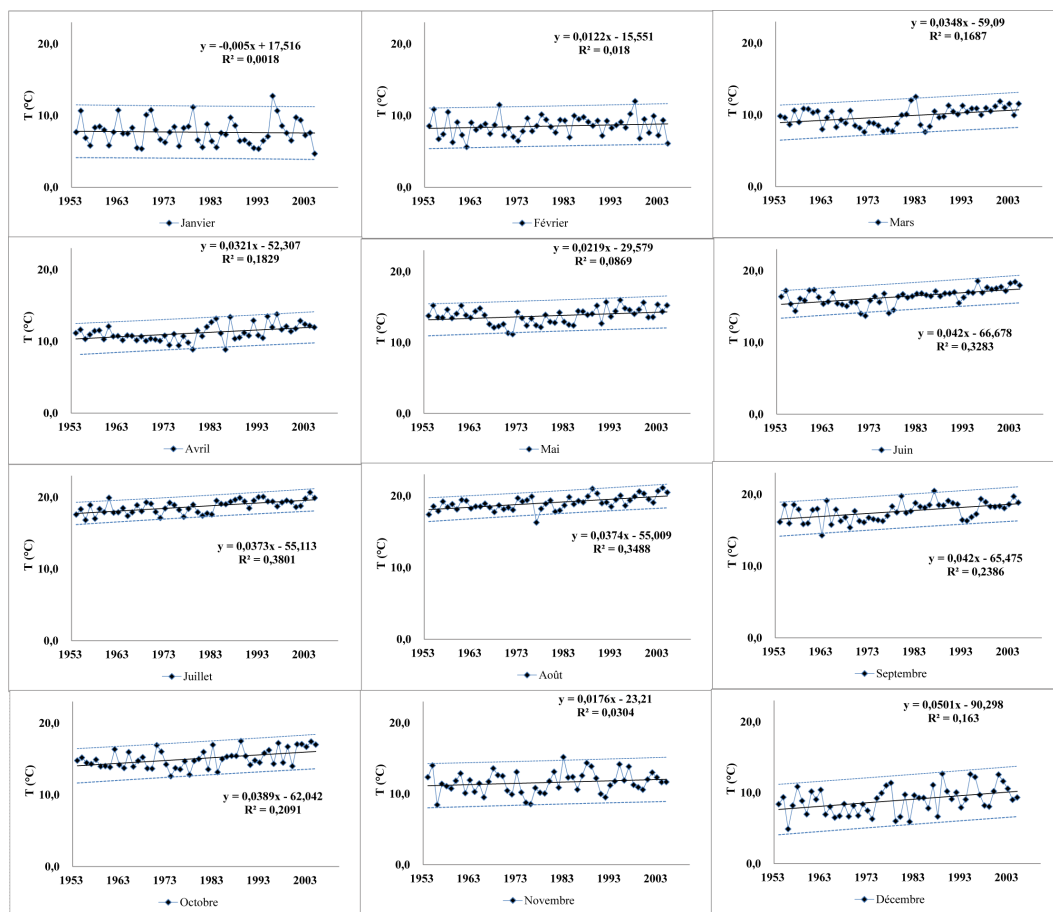 y = -0,005x + 17,516
R² = 0,0018
20,0
10,0
0,0
T (°C)
1953 1963 1973 1983 1993 2003
Janvier
y = 0,0122x - 15,551
R² = 0,018
20,0
10,0
0,0
T (°C)
1953 1963 1973 1983 1993 2003
Février
y = 0,0348x - 59,09
R² = 0,1687
20,0
10,0
0,0
T (°C)
1953 1963 1973 1983 1993 2003
Mars
y = 0,0321x - 52,307
R² = 0,1829
20,0
10,0
0,0
T (°C)
1953 1963 1973 1983 1993 2003
Avril
y = 0,0219x - 29,579
R² = 0,0869
20,0
10,0
0,0
T (°C)
1953 1963 1973 1983 1993 2003
Mai
20,0
10,0
0,0
T (°C)
y = 0,042x - 66,678
R² = 0,3283
1953 1963 1973 1983 1993 2003
Juin
20,0
10,0
0,0
T (°C)
y = 0,0373x - 55,113
R² = 0,3801
1953 1963 1973 1983 1993 2003
Juillet
20,0
10,0
0,0
T (°C)
y = 0,0374x - 55,009
R² = 0,3488
1953 1963 1973 1983 1993 2003
Août
20,0
10,0
0,0
T (°C)
y = 0,042x - 65,475
R² = 0,2386
1953 1963 1973 1983 1993 2003
Septembre
20,0
10,0
0,0
T (°C)
y = 0,0389x - 62,042
R² = 0,2091
1953 1963 1973 1983 1993 2003
Octobre
y = 0,0176x - 23,21
R² = 0,0304
20,0
10,0
0,0
T (°C)
1953 1963 1973 1983 1993 2003
Novembre
y = 0,0501x - 90,298
R² = 0,163
20,0
10,0
0,0
T (°C)
1953 1963 1973 1983 1993 2003
Décembre